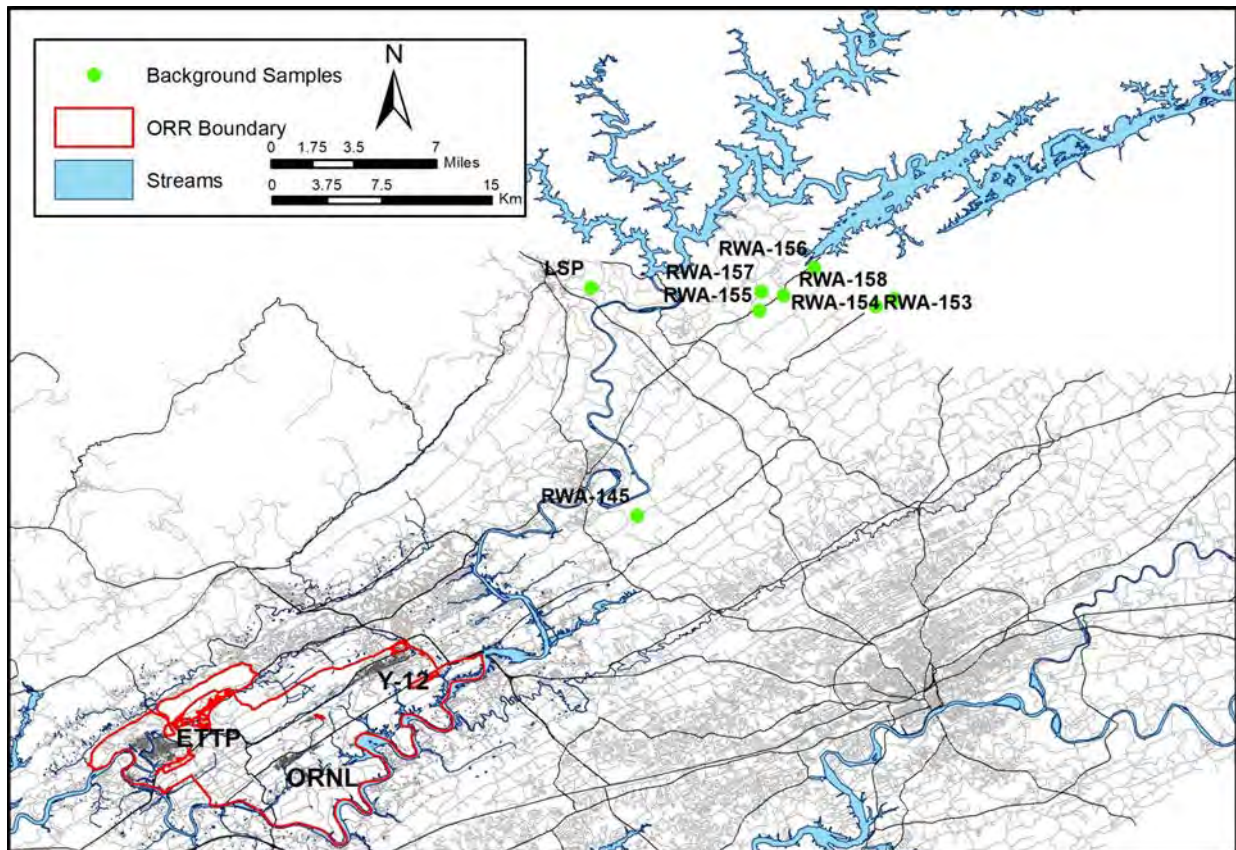 N
Background Samples
ORR Boundary
Streams
0 1.75 3.5 7
Miles
0 3.75 7.5 15
Km
RWA-156
LSP
RWA-157
RWA-158
RWA-155
RWA-154 RWA-153
RWA-145
Y-12
ETTP
ORNL